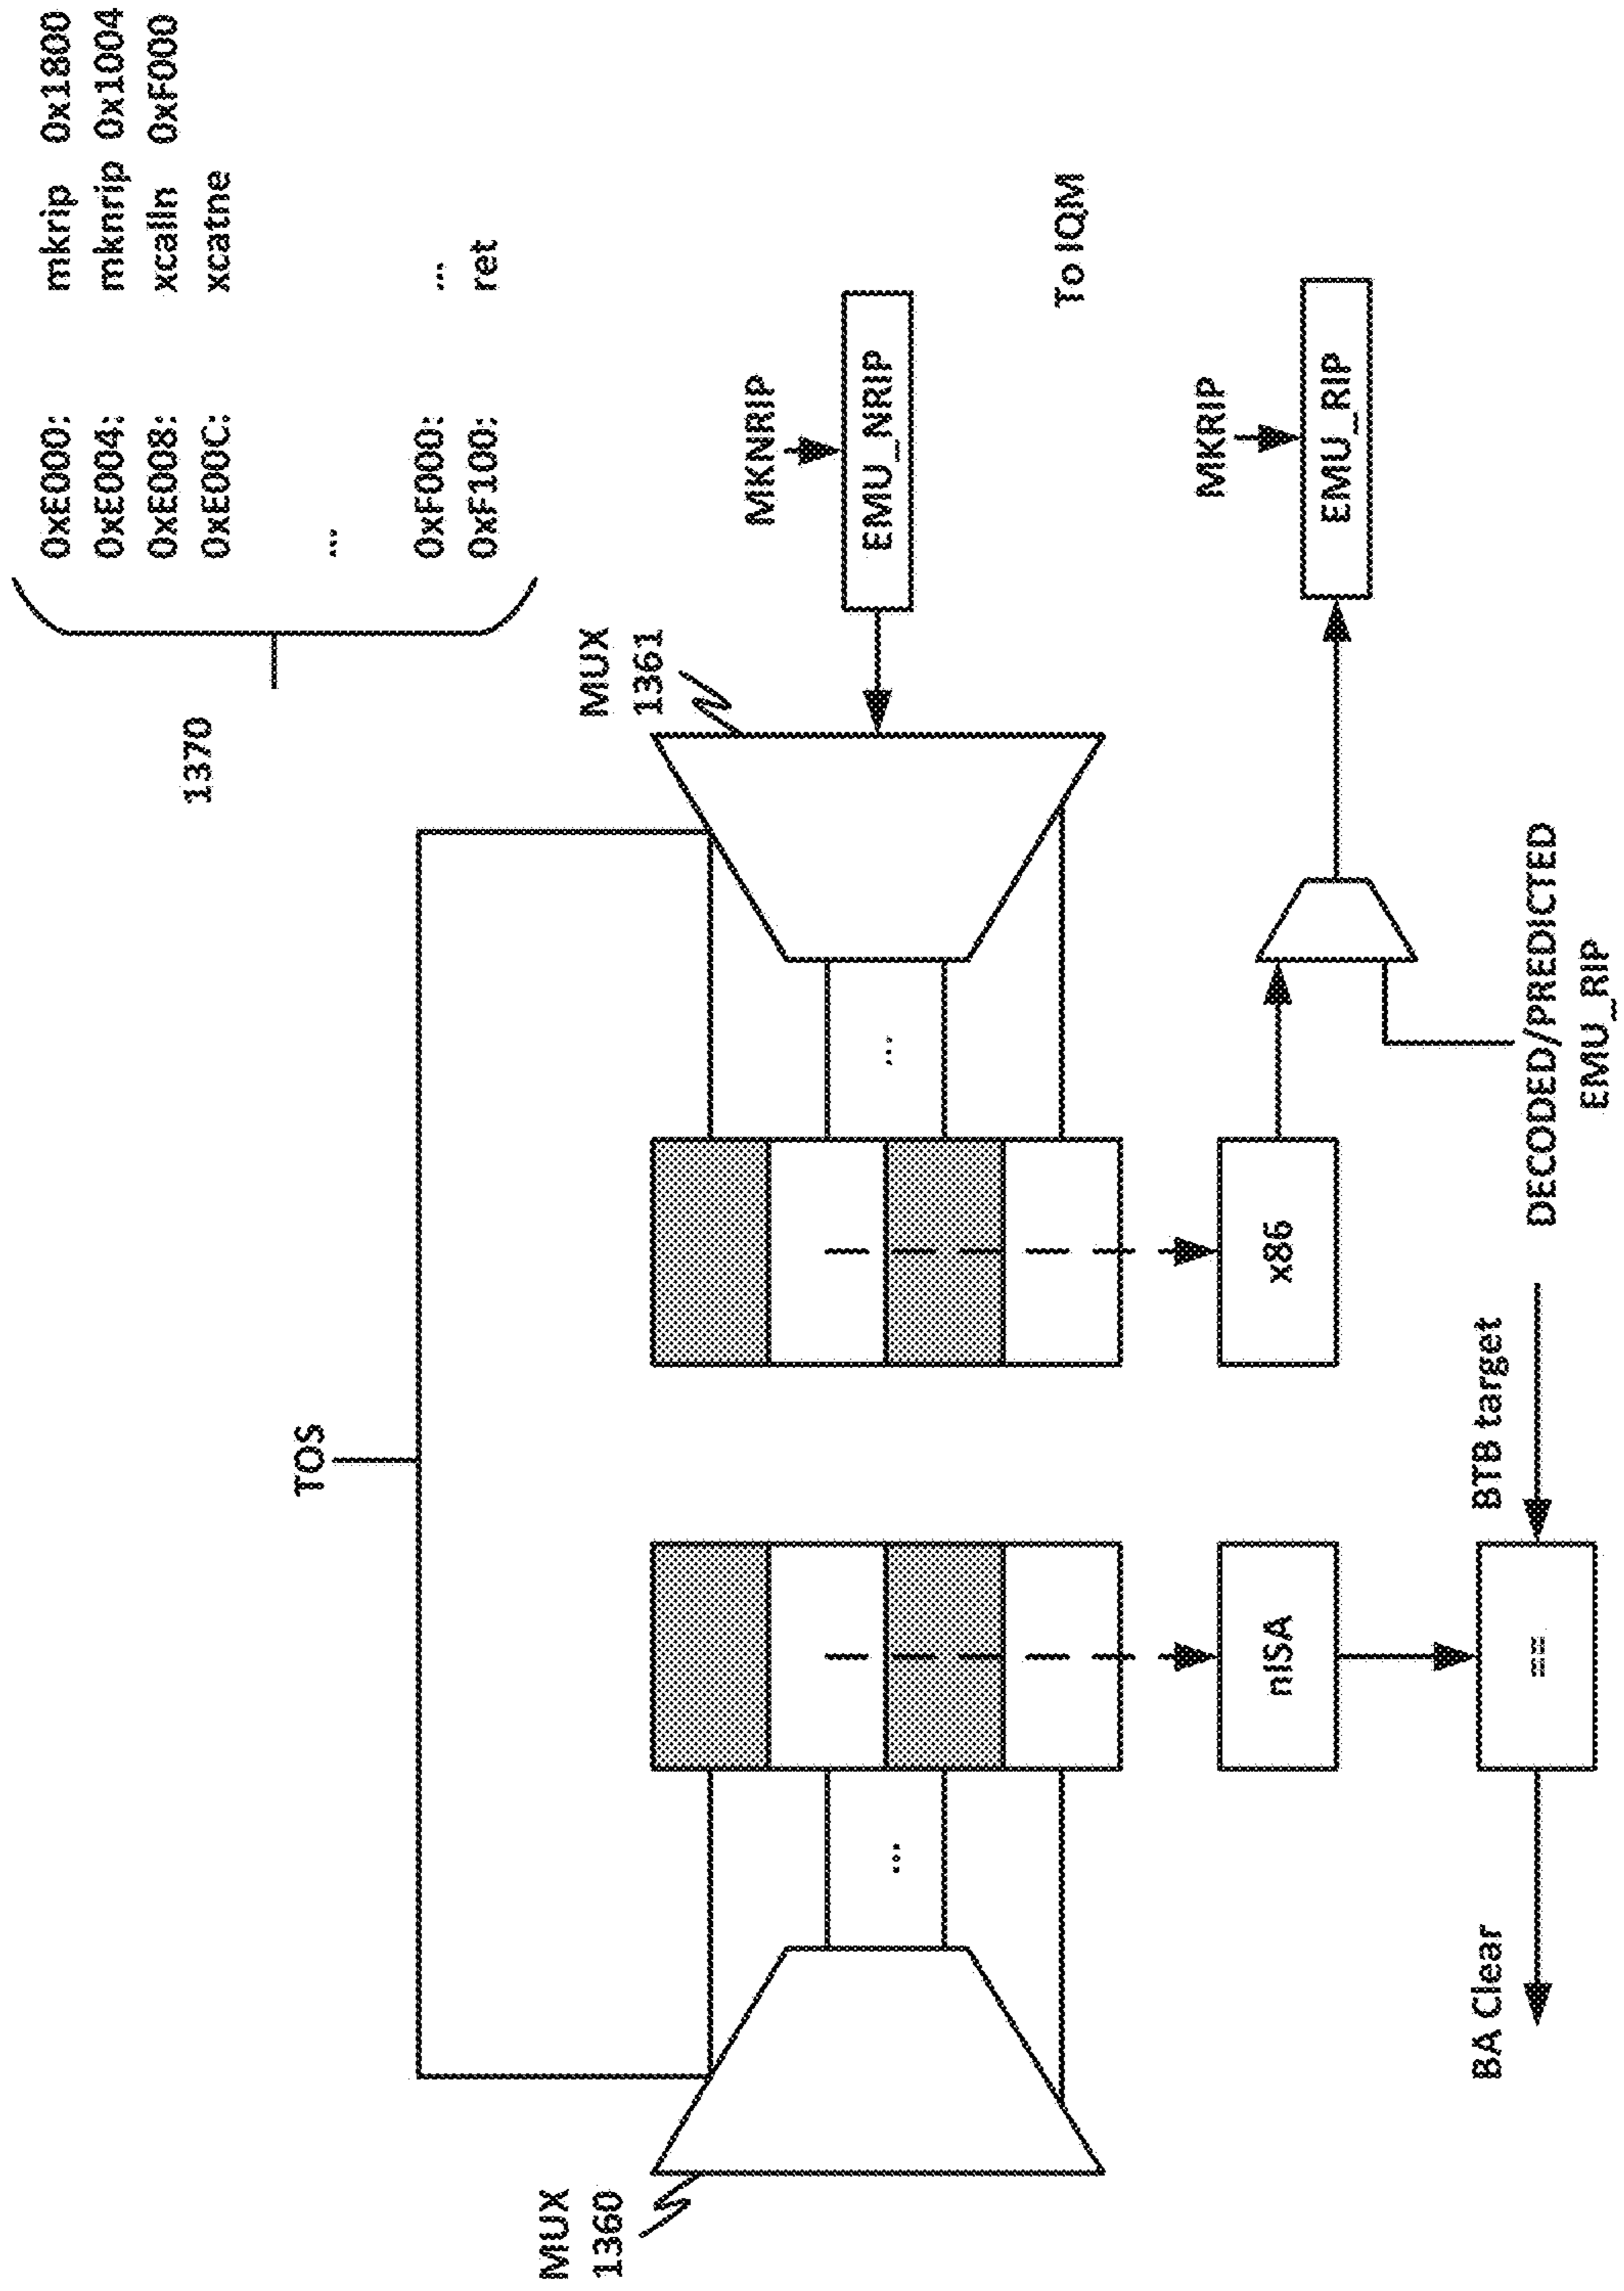 0xE000: mkrip 0x1800
0xE004: mknrip 0x1004
0xE008: xcalln 0xF000
0xE00C: xcatne
...
0xF000: ...
0xF100: ret
1370
TOS
MUX
1361
MKNRIP
EMU_NRIP
MUX
1360
...
...
To IQM
nISA
x86
MKRIP
EMU_RIP
BA Clear
==
BTB target
DECODED/PREDICTED
EMU_RIP